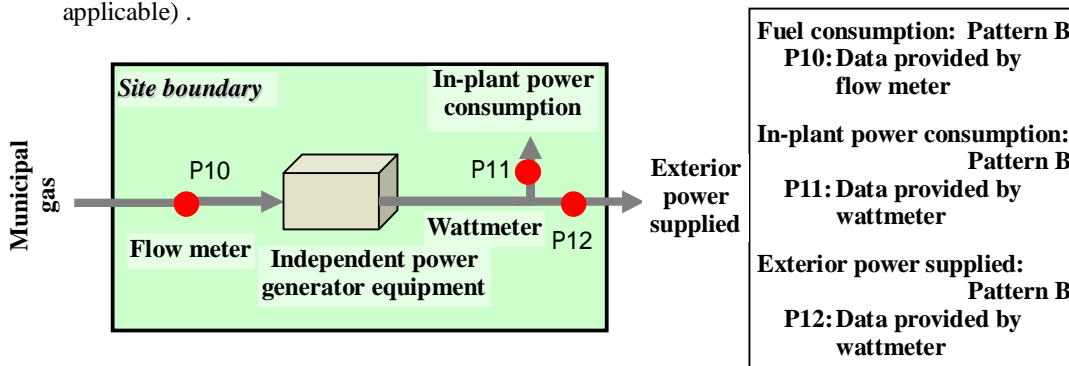 applicable) .
Site boundary
In-plant power
consumption
Municipal
gas
P10
P11
P12
Flow meter
Wattmeter
Independent power
generator equipment
Exterior
power
supplied
Fuel consumption: Pattern B
P10: Data provided by
flow meter
In-plant power consumption:
Pattern B
P11: Data provided by
wattmeter
Exterior power supplied:
Pattern B
P12: Data provided by
wattmeter